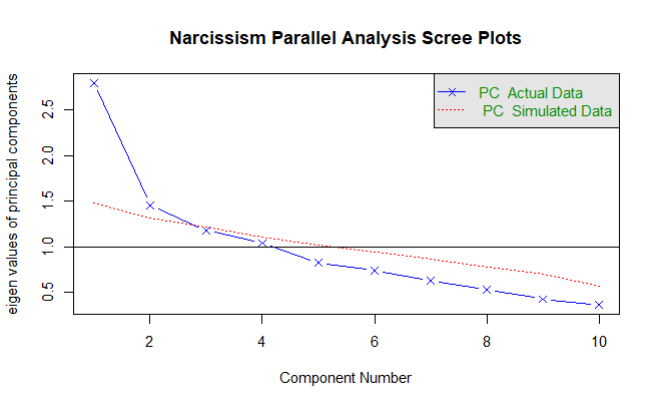 Narcissism Parallel Analysis Scree Plots
eigen values of principal components
2.5
2.0
1.5
1.0
0.5
PC Actual Data
PC Simulated Data
2
4
6
8
10
Component Number